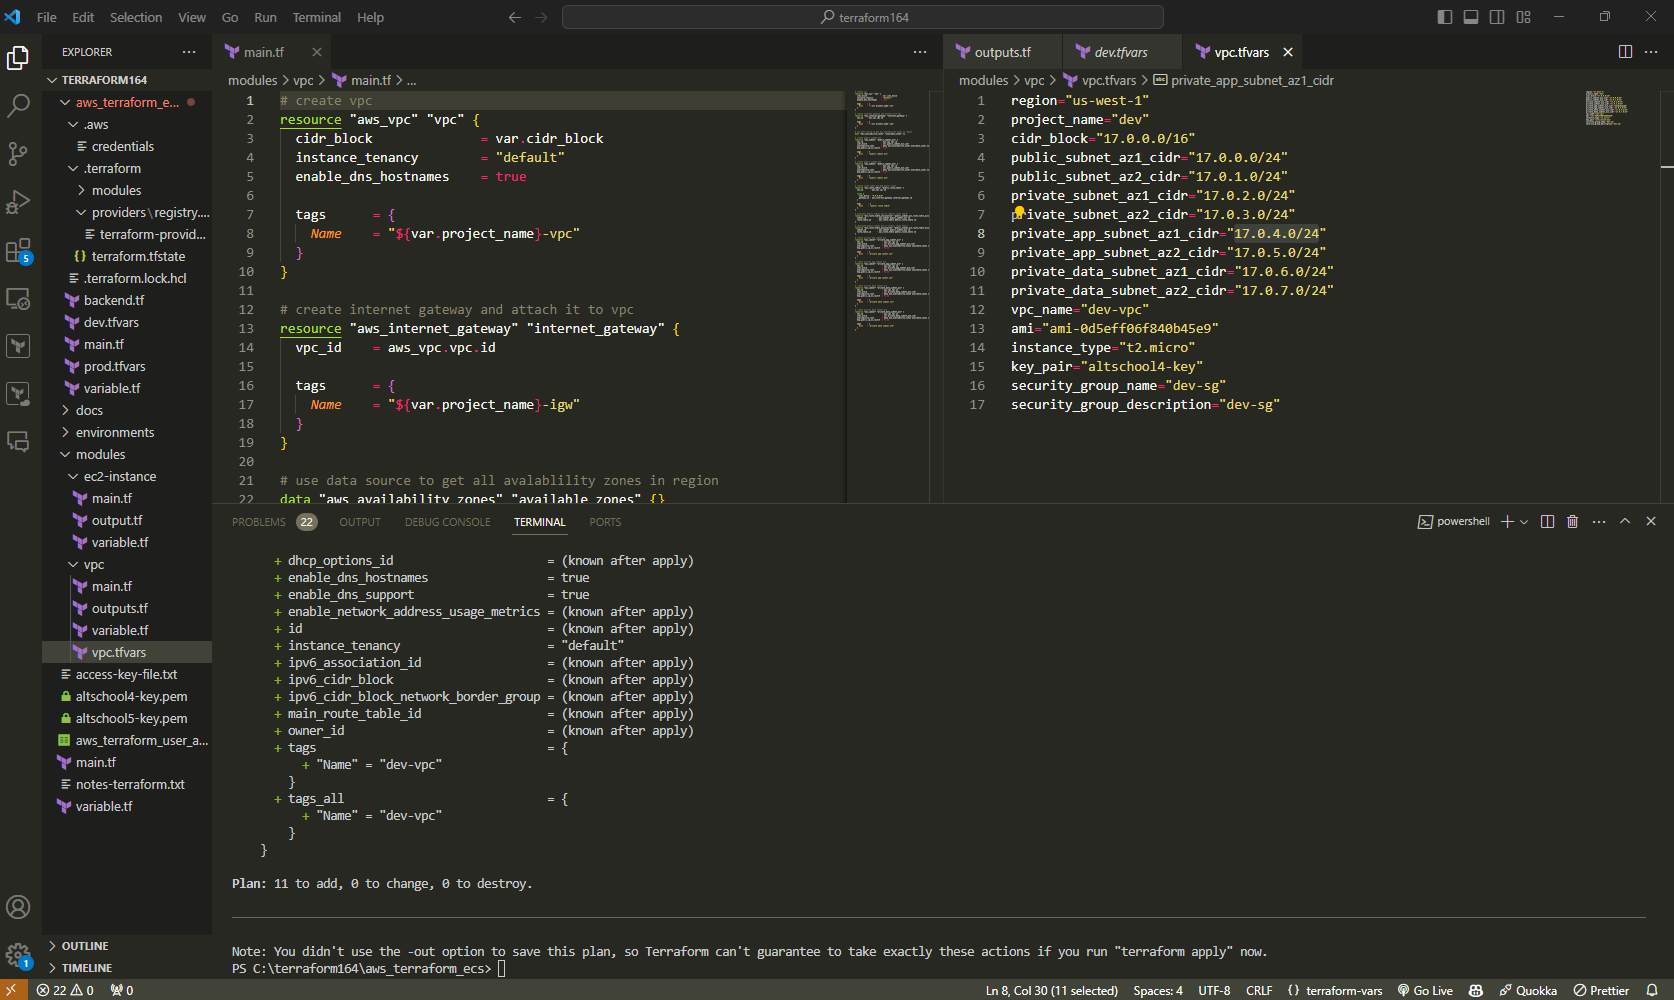 File Edit Selection View Go Run Terminal Help
terraform164
EXPLORER
TERRAFORM164
aws_terraform_e...
.aws
credentials
.terraform
modules
providers\registry....
terraform-provid...
terraform.tfstate
.terraform.lock.hcl
backend.tf
dev.tfvars
main.tf
prod.tfvars
variable.tf
docs
environments
modules
ec2-instance
main.tf
output.tf
variable.tf
vpc
main.tf
outputs.tf
variable.tf
vpc.tfvars
access-key-file.txt
altschool4-key.pem
altschool5-key.pem
aws_terraform_user_a...
main.tf
notes-terraform.txt
variable.tf
OUTLINE
TIMELINE
5
1
main.tf
modules > vpc > main.tf > ...
1 # create vpc
2 resource "aws_vpc" "vpc" {
3 cidr_block = var.cidr_block
4 instance_tenancy = "default"
5 enable_dns_hostnames = true
6
7 tags = {
8 Name = "${var.project_name}-vpc"
9 }
10 }
11
12 # create internet gateway and attach it to vpc
13 resource "aws_internet_gateway" "internet_gateway" {
14 vpc_id = aws_vpc.vpc.id
15
16 tags = {
17 Name = "${var.project_name}-igw"
18 }
19 }
20
21 # use data source to get all avalablility zones in region
22 data "aws_availability_zones" "available_zones" {}
outputs.tf dev.tfvars vpc.tfvars
modules > vpc > vpc.tfvars > private_app_subnet_az1_cidr
1 region="us-west-1"
2 project_name="dev"
3 cidr_block="17.0.0.0/16"
4 public_subnet_az1_cidr="17.0.0.0/24"
5 public_subnet_az2_cidr="17.0.1.0/24"
6 private_subnet_az1_cidr="17.0.2.0/24"
7 private_subnet_az2_cidr="17.0.3.0/24"
8 private_app_subnet_az1_cidr="17.0.4.0/24"
9 private_app_subnet_az2_cidr="17.0.5.0/24"
10 private_data_subnet_az1_cidr="17.0.6.0/24"
11 private_data_subnet_az2_cidr="17.0.7.0/24"
12 vpc_name="dev-vpc"
13 ami="ami-0d5eff06f840b45e9"
14 instance_type="t2.micro"
15 key_pair="altschool4-key"
16 security_group_name="dev-sg"
17 security_group_description="dev-sg"
PROBLEMS 22 OUTPUT DEBUG CONSOLE TERMINAL PORTS
powershell
+ dhcp_options_id = (known after apply)
+ enable_dns_hostnames = true
+ enable_dns_support = true
+ enable_network_address_usage_metrics = (known after apply)
+ id = (known after apply)
+ instance_tenancy = "default"
+ ipv6_association_id = (known after apply)
+ ipv6_cidr_block = (known after apply)
+ ipv6_cidr_block_network_border_group = (known after apply)
+ main_route_table_id = (known after apply)
+ owner_id = (known after apply)
+ tags = {
+ "Name" = "dev-vpc"
}
+ tags_all = {
+ "Name" = "dev-vpc"
}
}
Plan: 11 to add, 0 to change, 0 to destroy.
Note: You didn't use the -out option to save this plan, so Terraform can't guarantee to take exactly these actions if you run "terraform apply" now.
PS C:\terraform164\aws_terraform_ecs>
22 0 0
Ln 8, Col 30 (11 selected) Spaces: 4 UTF-8 CRLF {} terraform-vars Go Live Quokka Prettier